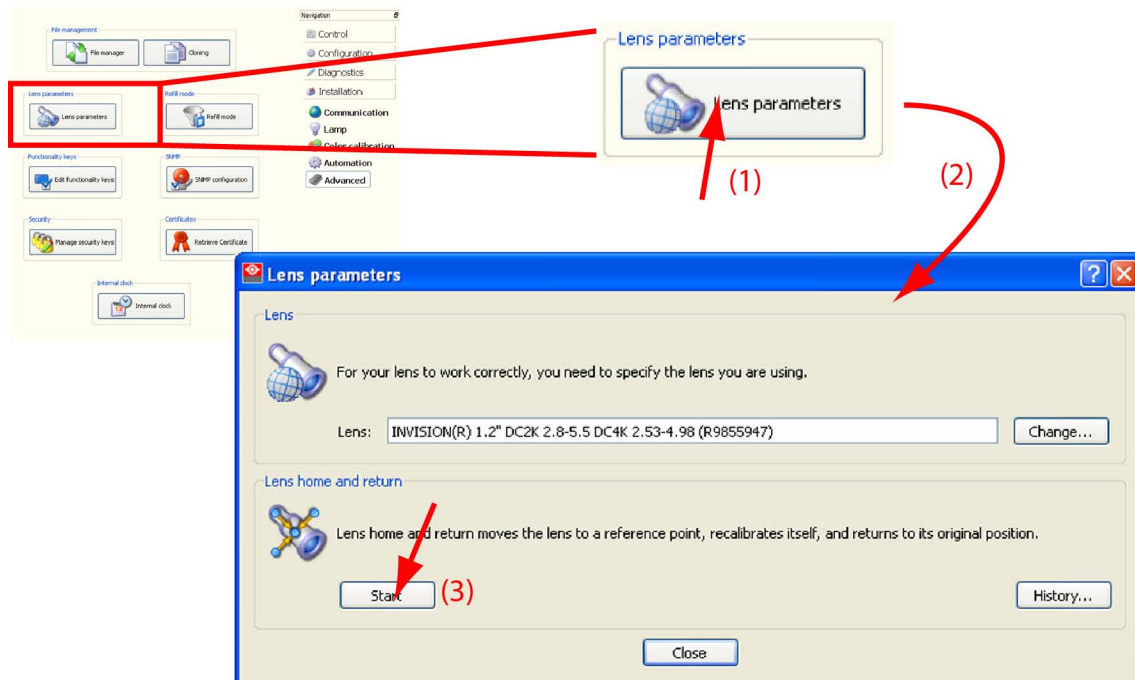 Navigation
File management
File manager
Cloning
Control
Configuration
Diagnostics
Installation
Communication
Lamp
Color calibration
Automation
Advanced
Lens parameters
Lens parameters
Refill mode
Refill mode
Functionality keys
Edit functionality keys
SNMP
SNMP configuration
Security
Manage security keys
Certificates
Retrieve Certificate
Internal clock
Internal clock
Lens parameters
Lens parameters
(1)
(2)
Lens parameters
Lens
For your lens to work correctly, you need to specify the lens you are using.
Lens: INVISION(R) 1.2" DC2K 2.8-5.5 DC4K 2.53-4.98 (R9855947) Change...
Lens home and return
Lens home and return moves the lens to a reference point, recalibrates itself, and returns to its original position.
Start (3) History...
Close